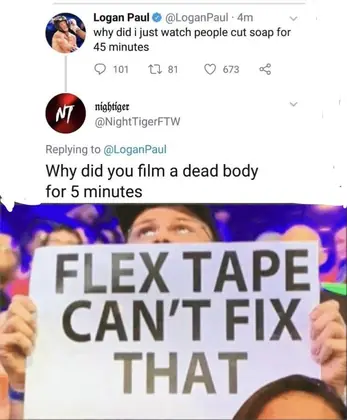 Logan Paul @LoganPaul · 4m
why did i just watch people cut soap for
45 minutes
101 81 673
NT
nightiger
@NightTigerFTW
Replying to @LoganPaul
Why did you film a dead body
for 5 minutes
FLEX TAPE
CAN'T FIX
THAT